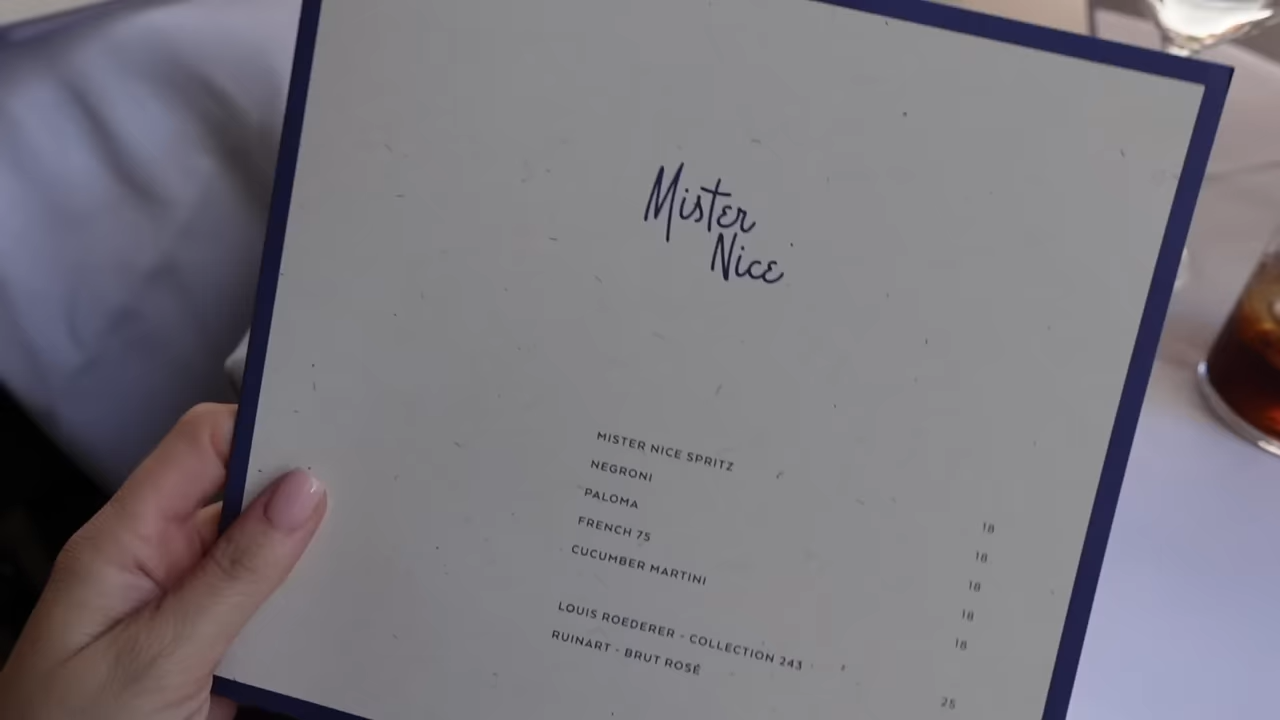 Mister
Nice
MISTER NICE SPRITZ 18
NEGRONI 18
PALOMA 18
FRENCH 75 18
CUCUMBER MARTINI 18
LOUIS ROEDERER - COLLECTION 243 25
RUINART - BRUT ROSÉ